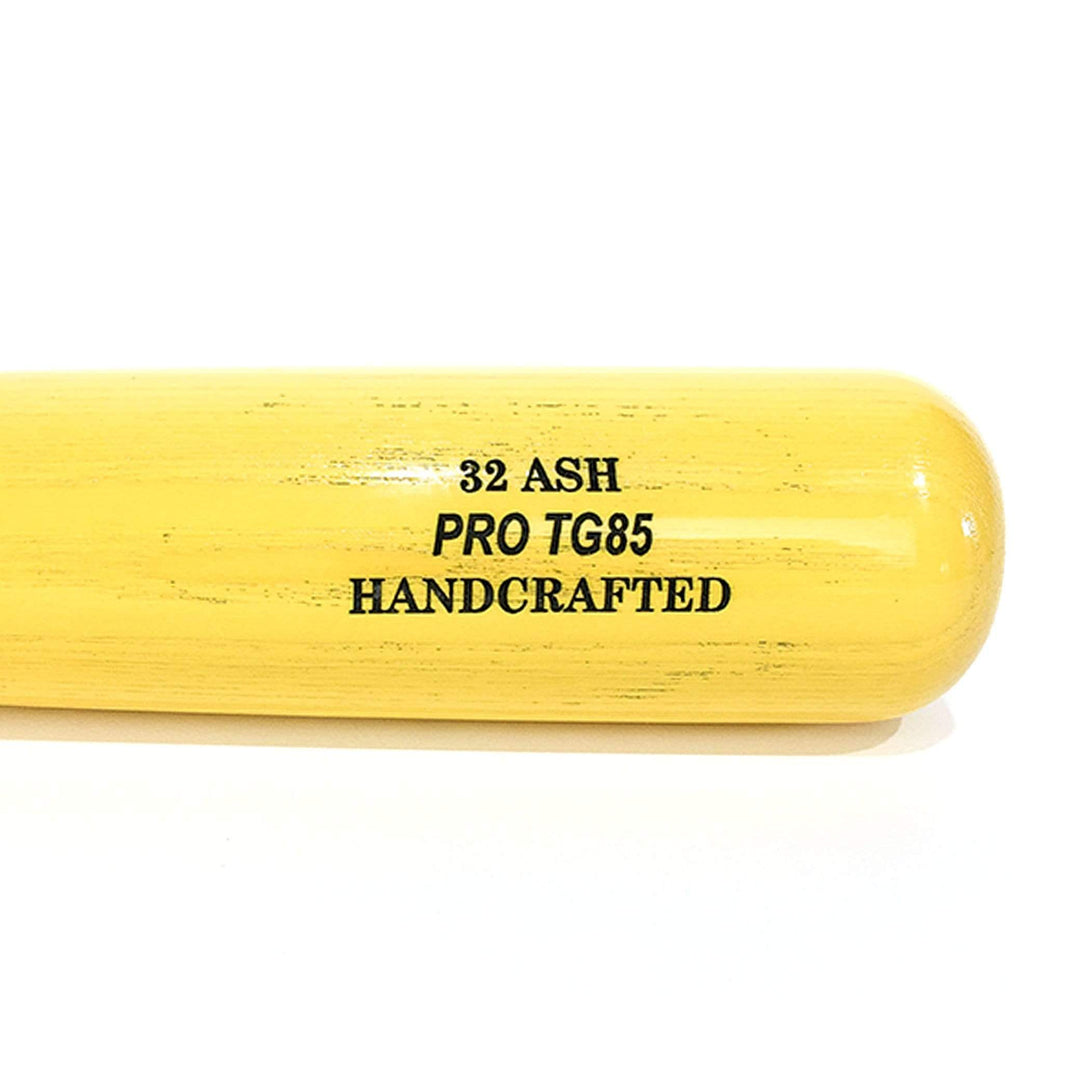 32 ASH
PRO TG85
HANDCRAFTED